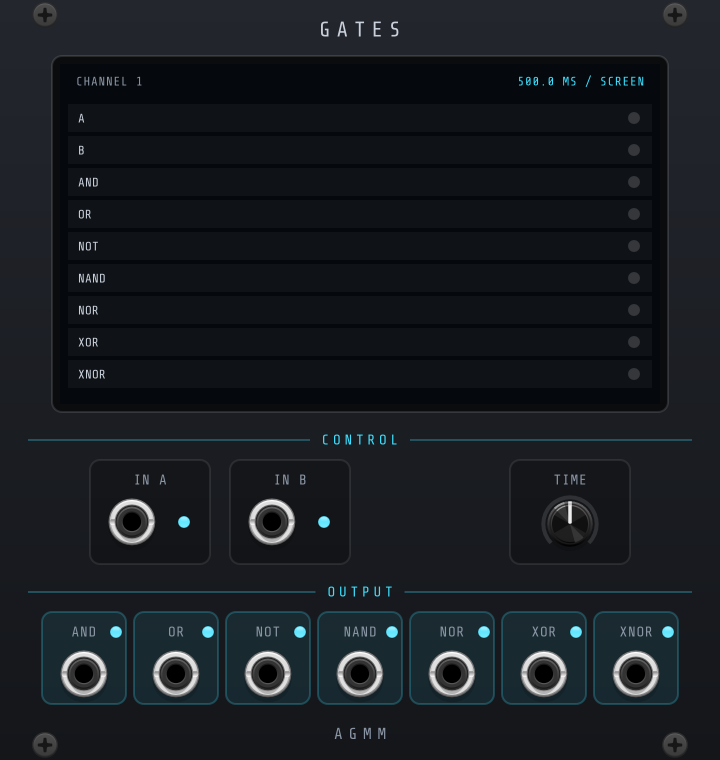 GATES
CHANNEL 1 500.0 MS / SCREEN
A
B
AND
OR
NOT
NAND
NOR
XOR
XNOR
CONTROL
IN A IN B TIME
OUTPUT
AND OR NOT NAND NOR XOR XNOR
AGMM